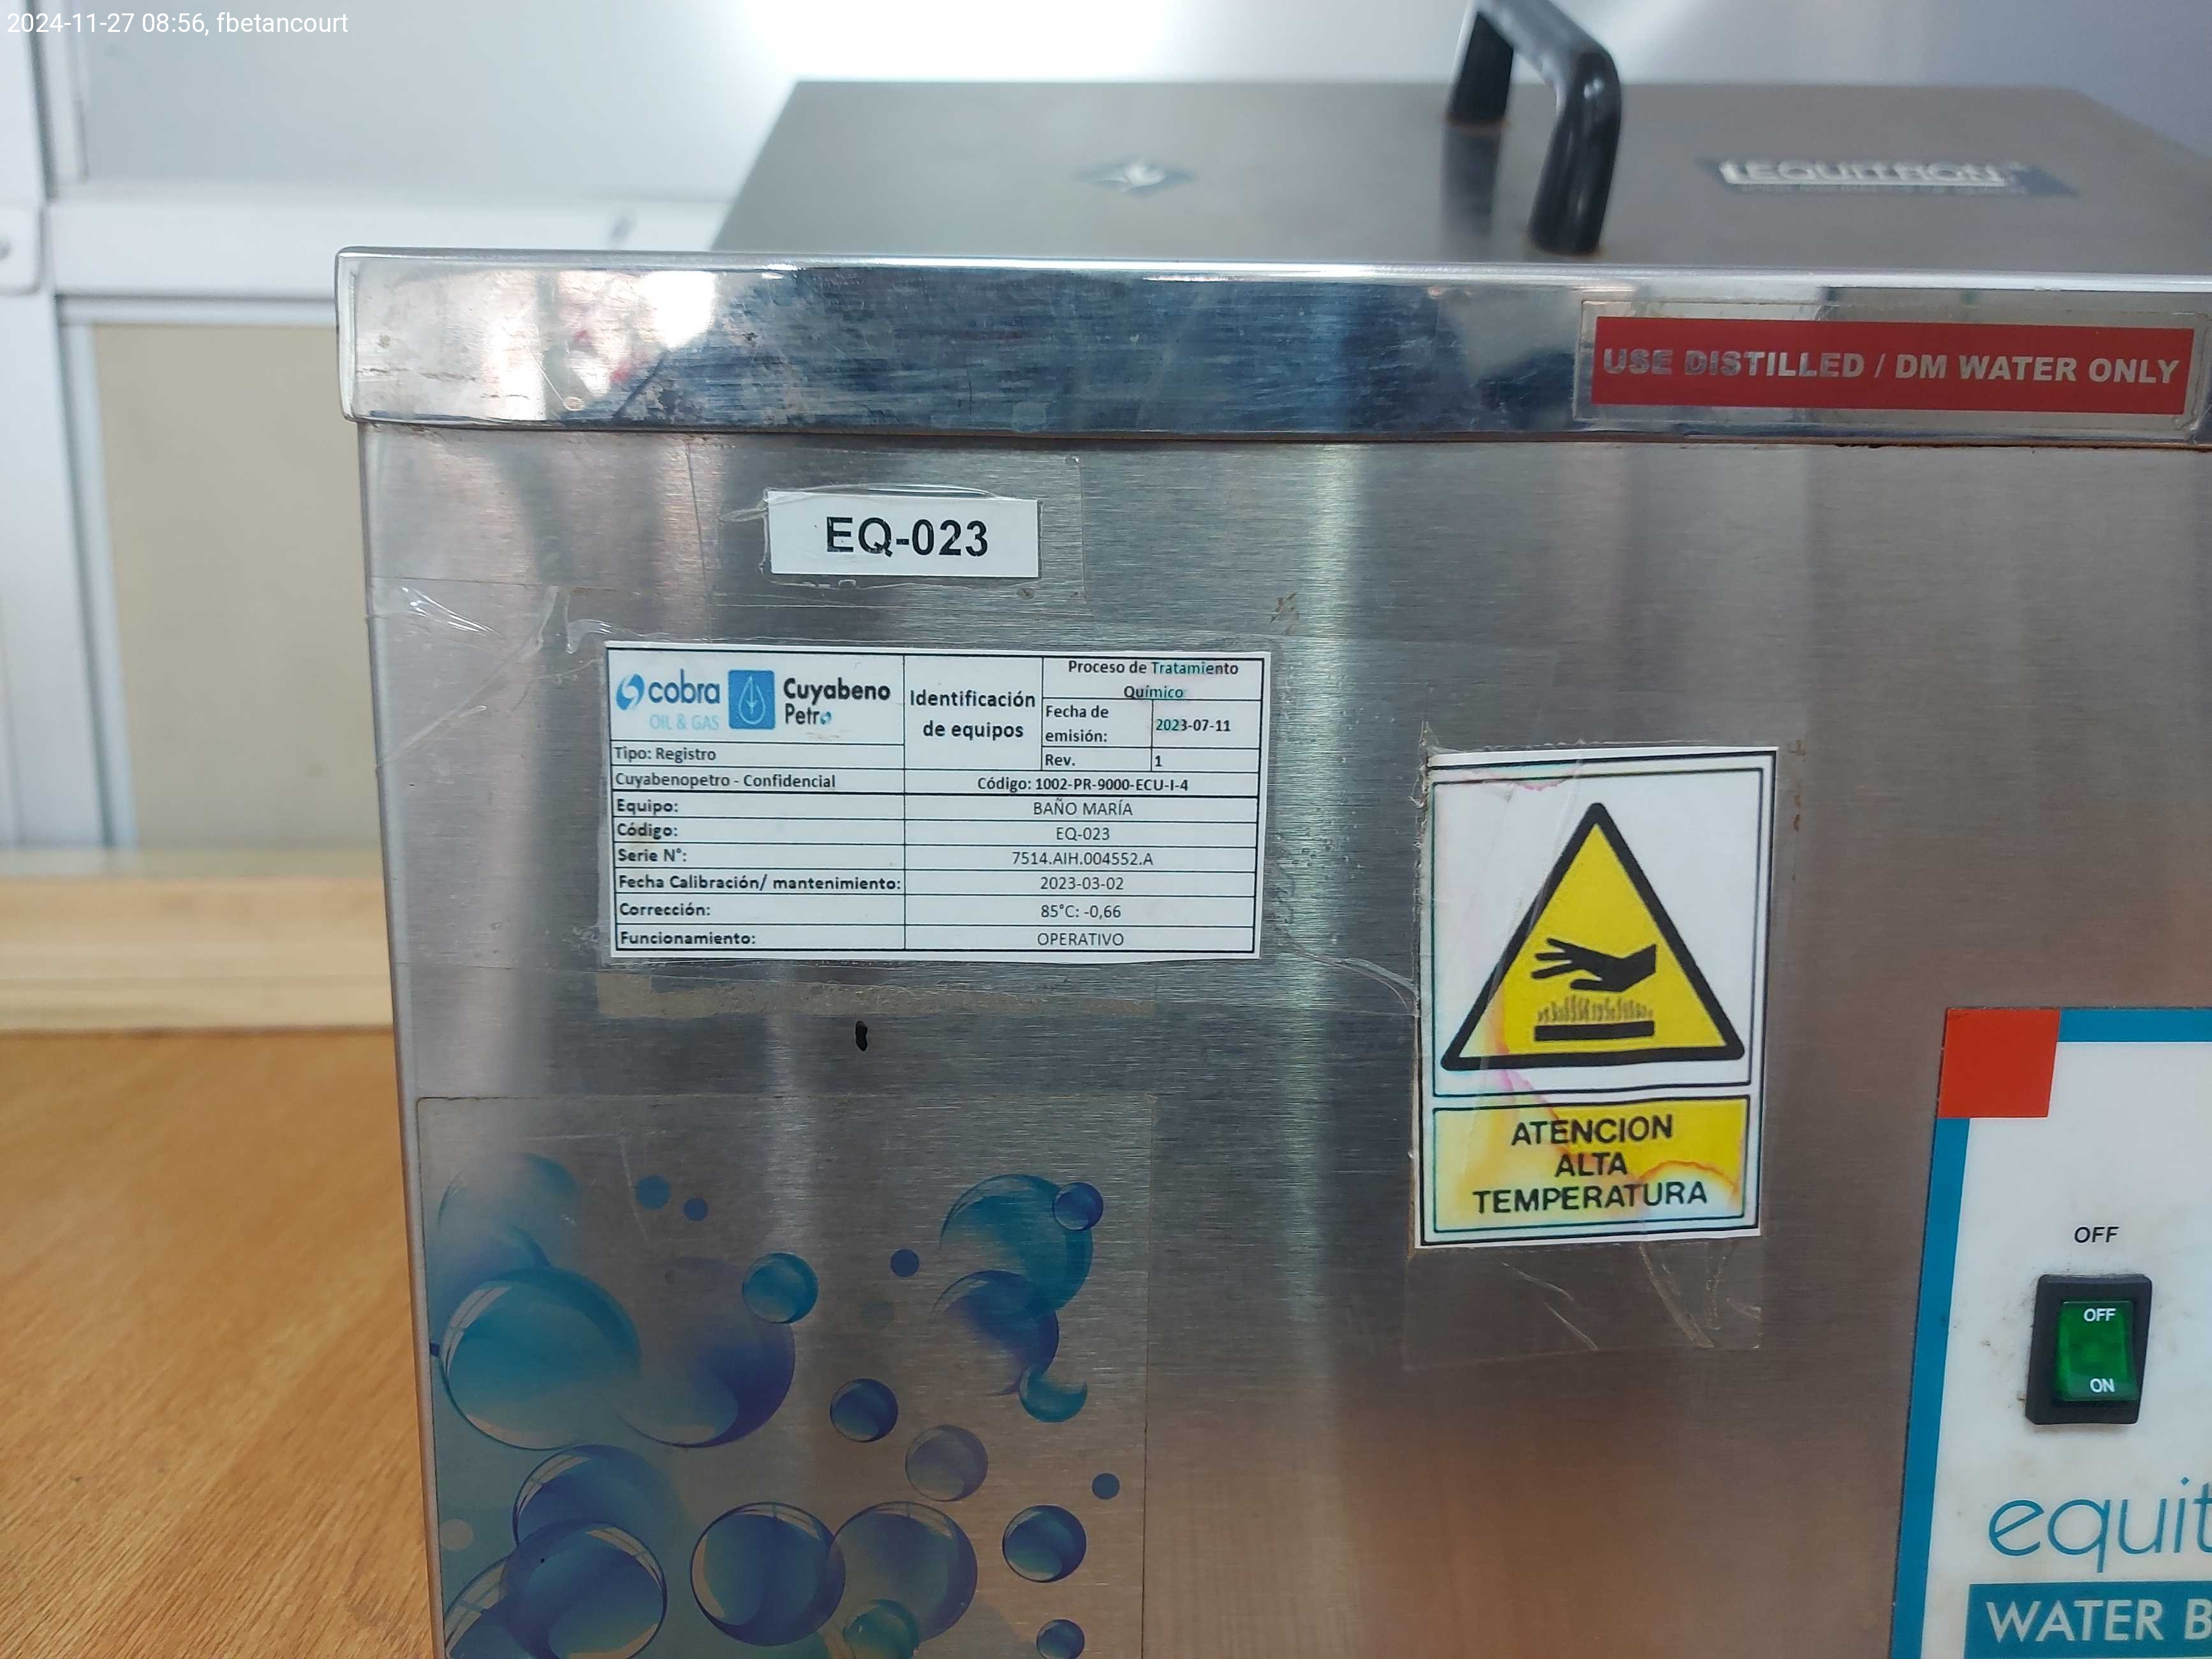 2024-11-27 08:56, fbetancourt
EQUITRON
USE DISTILLED / DM WATER ONLY
EQ-023
cobra
OIL & GAS
Cuyabeno
Petro
Identificación
de equipos
Proceso de Tratamiento
Químico
Fecha de
emisión:
2023-07-11
Tipo: Registro
Rev.
1
Cuyabenopetro - Confidencial
Código: 1002-PR-9000-ECU-I-4
Equipo:
BAÑO MARÍA
Código:
EQ-023
Serie N°:
7514.AIH.004552.A
Fecha Calibración/ mantenimiento:
2023-03-02
Corrección:
85°C: -0,66
Funcionamiento:
OPERATIVO
ATENCION
ALTA
TEMPERATURA
OFF
OFF
ON
equit
WATER B